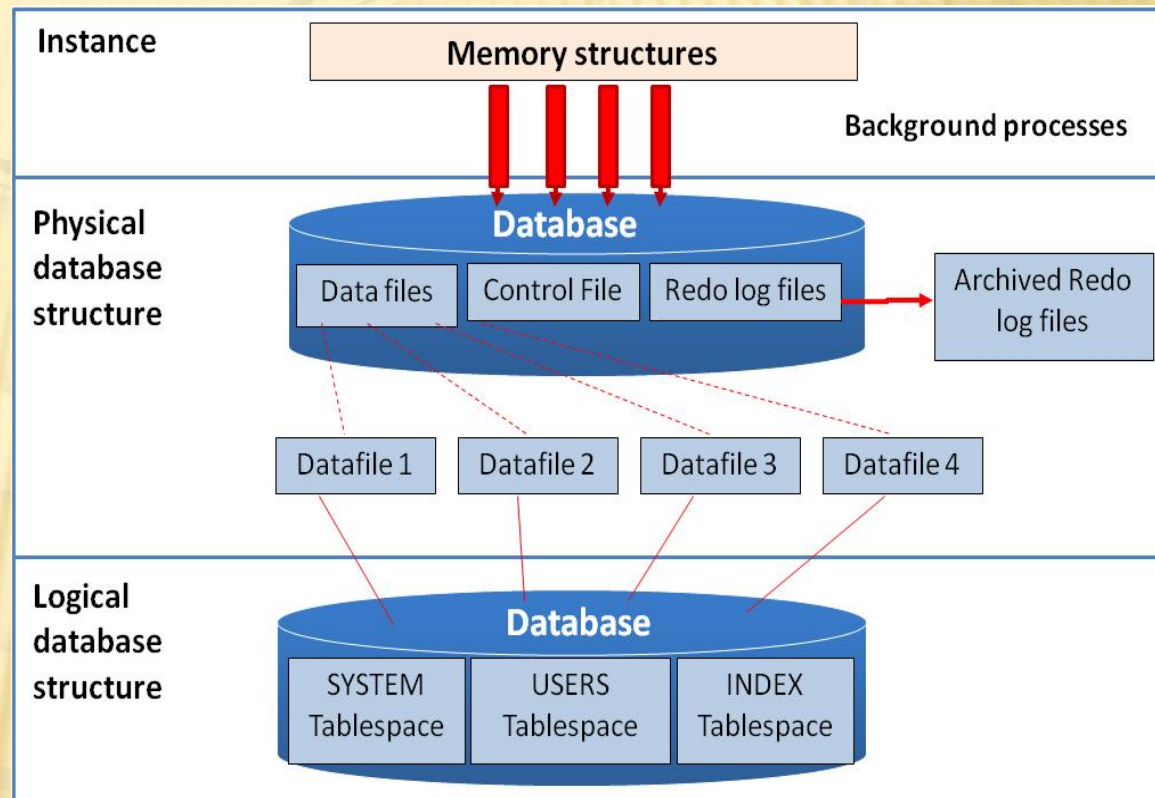 Instance
Memory structures
Background processes
Physical
database
structure
Database
Data files
Control File
Redo log files
Archived Redo
log files
Datafile 1
Datafile 2
Datafile 3
Datafile 4
Logical
database
structure
Database
SYSTEM
Tablespace
USERS
Tablespace
INDEX
Tablespace